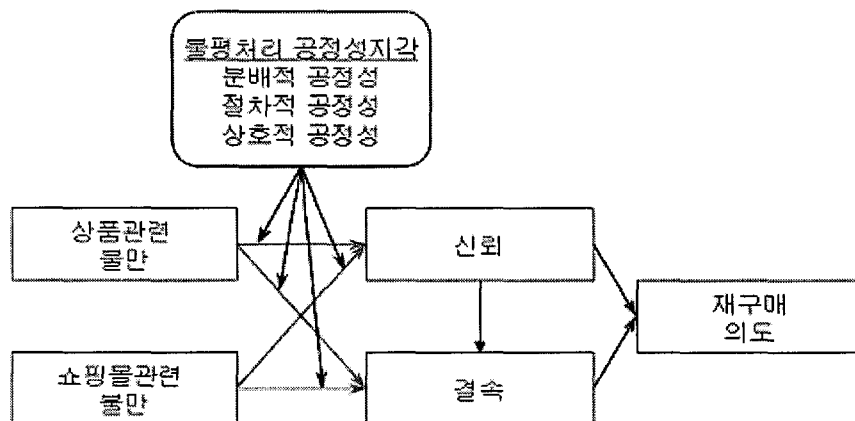 불평처리 공정성지각
분배적 공정성
절차적 공정성
상호적 공정성
상품관련
불만
신뢰
재구매
의도
쇼핑몰관련
불만
결속